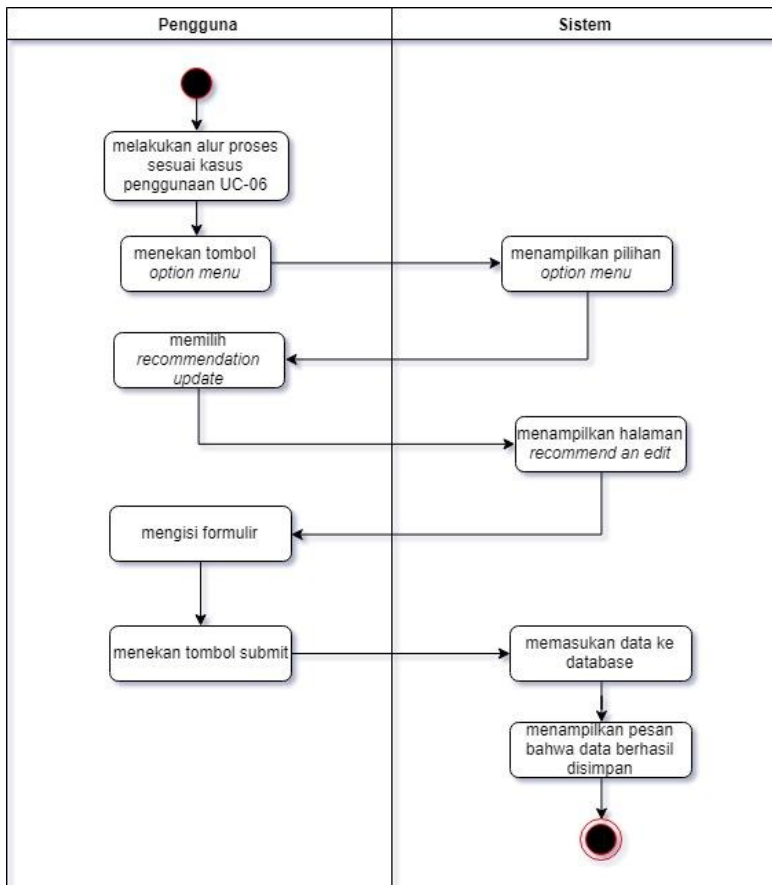 Pengguna
Sistem
melakukan alur proses
sesuai kasus
penggunaan UC-06
menekan tombol
option menu
menampilkan pilihan
option menu
memilih
recommendation
update
menampilkan halaman
recommend an edit
mengisi formulir
menekan tombol submit
memasukan data ke
database
menampilkan pesan
bahwa data berhasil
disimpan